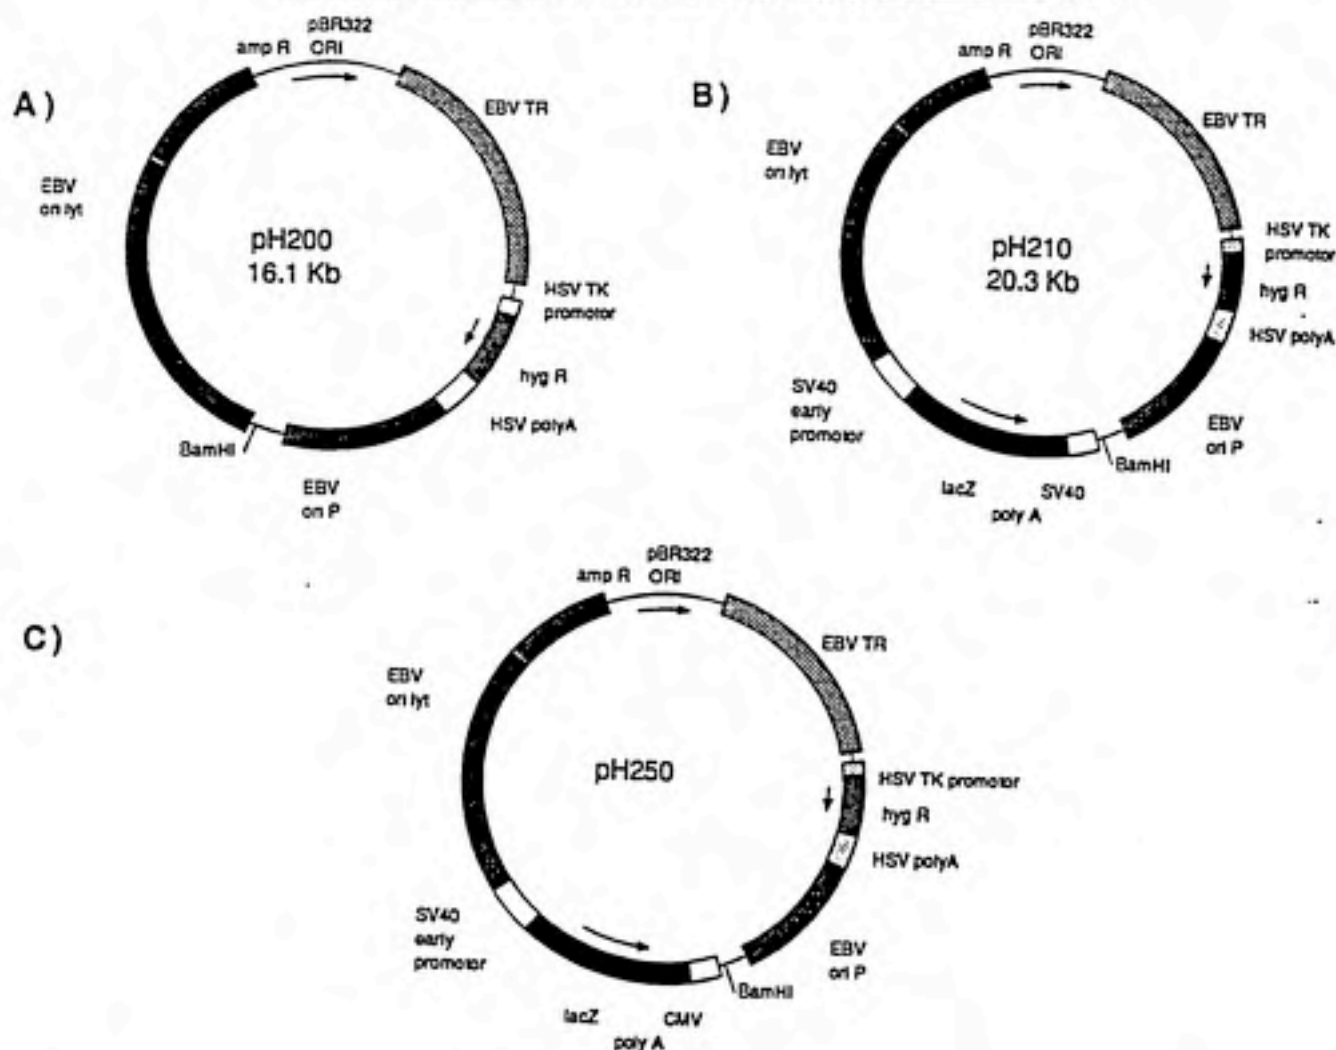 A)
amp R
pBR322
ORI
EBV TR
EBV
ori lyt
pH200
16.1 Kb
HSV TK
promotor
hyg R
HSV polyA
BamHI
EBV
ori P
B)
amp R
pBR322
ORI
EBV TR
EBV
ori lyt
pH210
20.3 Kb
HSV TK
promotor
hyg R
HSV polyA
SV40
early
promotor
EBV
ori P
BamHI
lacZ
SV40
poly A
C)
amp R
pBR322
ORI
EBV TR
EBV
ori lyt
pH250
HSV TK promotor
hyg R
HSV polyA
SV40
early
promotor
EBV
ori P
BamHI
lacZ
CMV
poly A